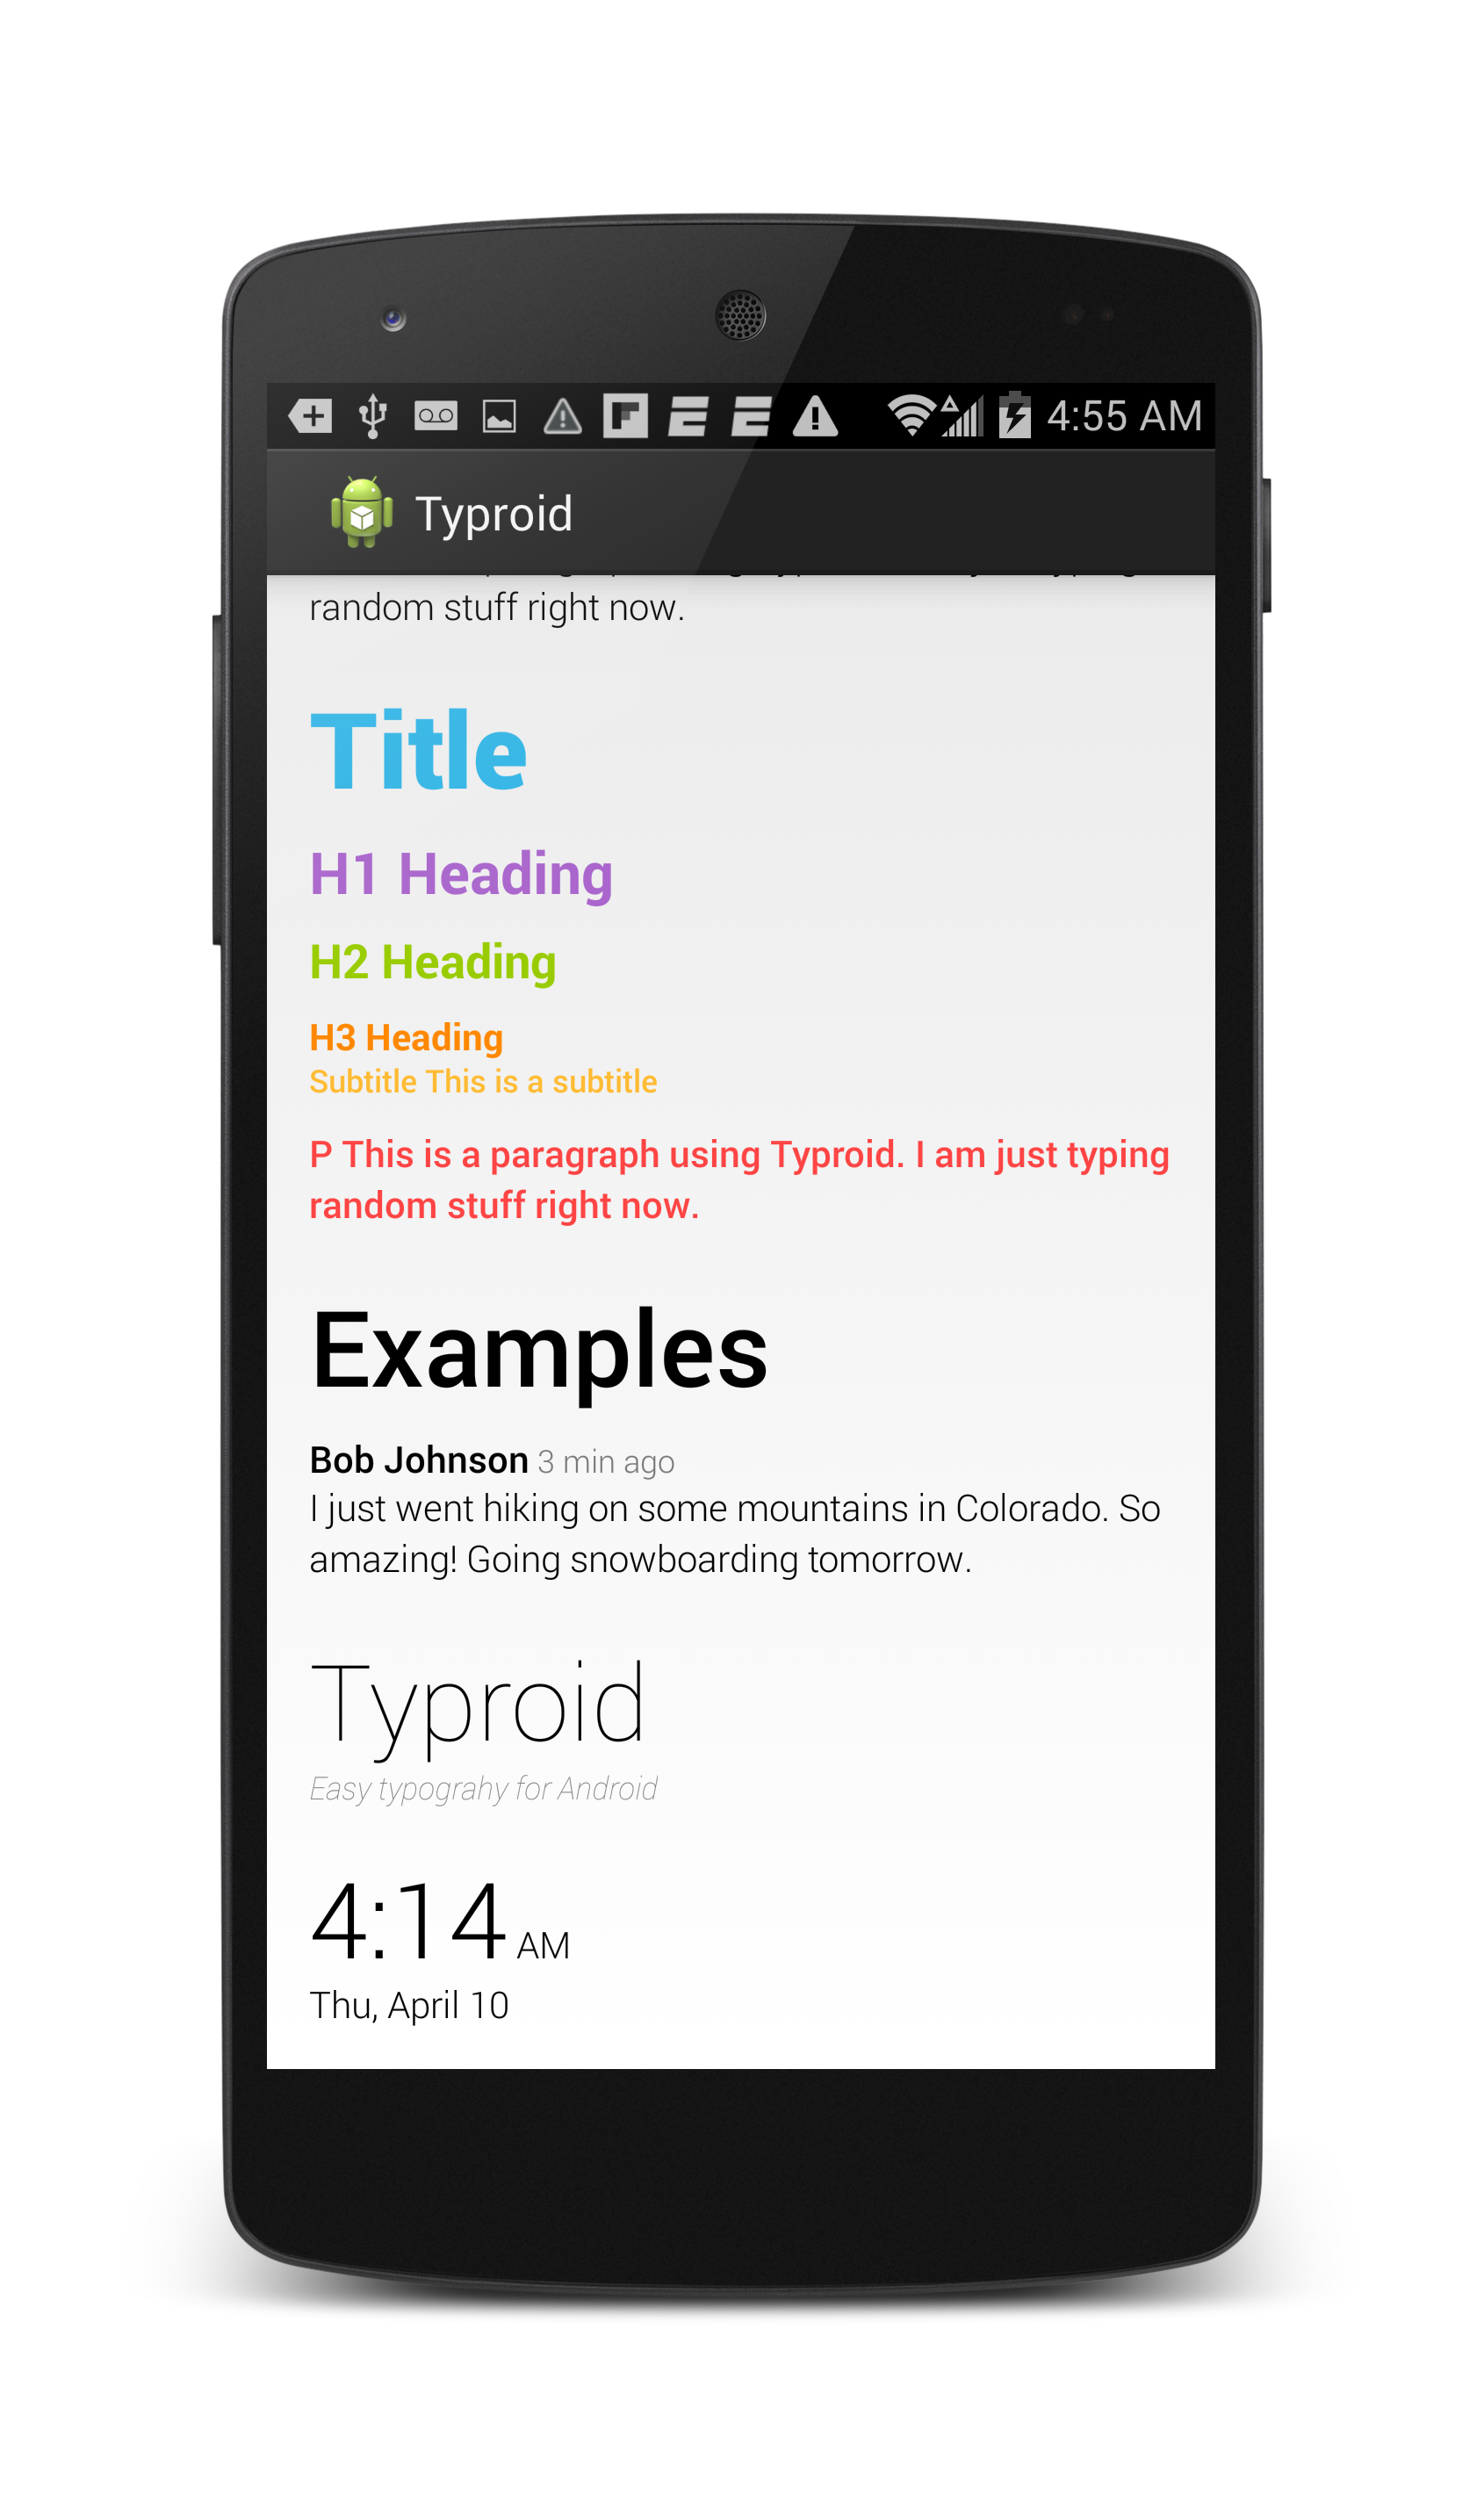 4:55 AM
Typroid
random stuff right now.
Title
H1 Heading
H2 Heading
H3 Heading
Subtitle This is a subtitle
P This is a paragraph using Typroid. I am just typing
random stuff right now.
Examples
Bob Johnson 3 min ago
I just went hiking on some mountains in Colorado. So
amazing! Going snowboarding tomorrow.
Typroid
Easy typograhy for Android
4:14 AM
Thu, April 10